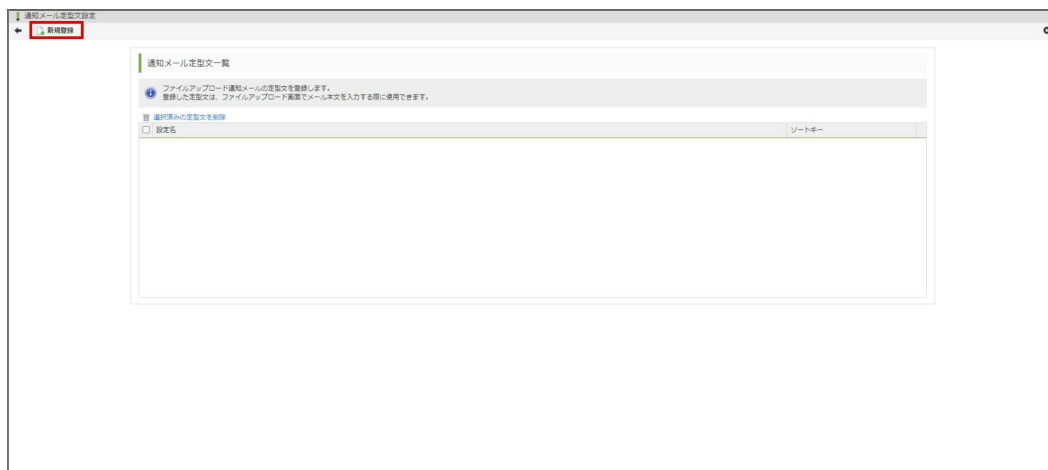 通知メール定型文設定
新規登録
通知メール定型文一覧
ファイルアップロード通知メールの定型文を登録します。
登録した定型文は、ファイルアップロード画面でメール本文を入力する際に使用できます。
選択済みの定型文を削除
設定名 ソートキー